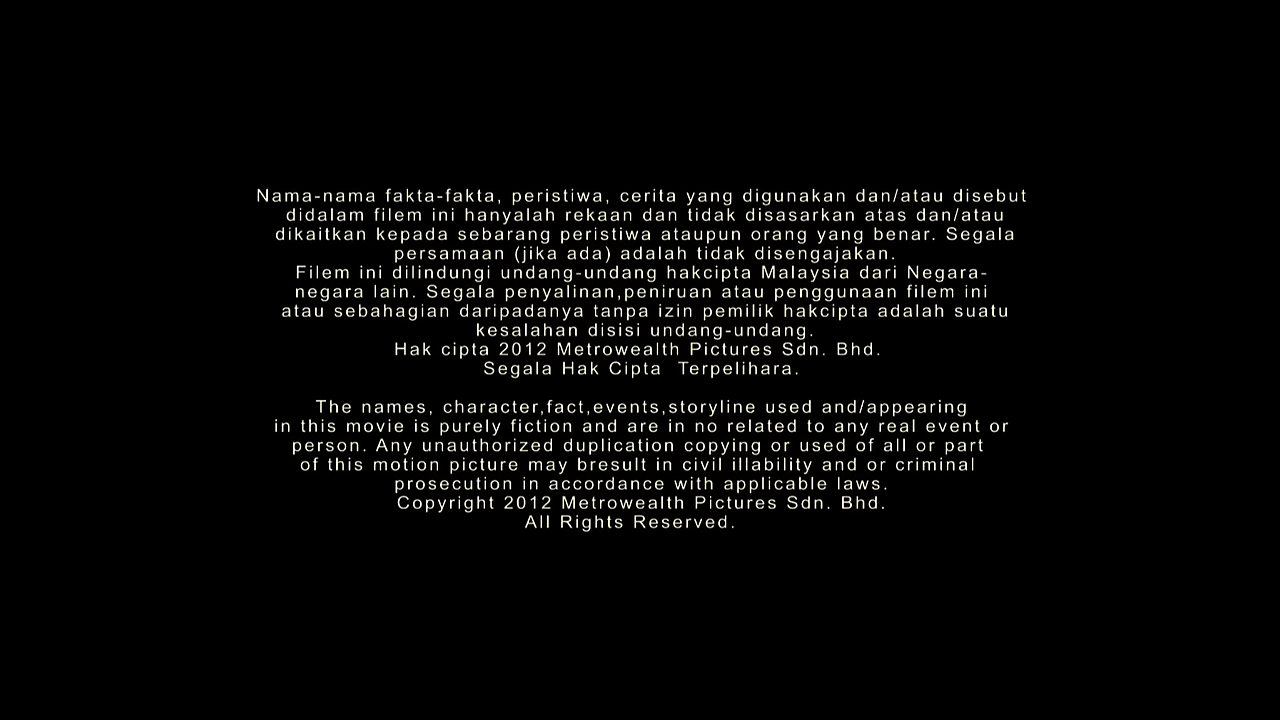 Nama-nama fakta-fakta, peristiwa, cerita yang digunakan dan/atau disebut
didalam filem ini hanyalah rekaan dan tidak disasarkan atas dan/atau
dikaitkan kepada sebarang peristiwa ataupun orang yang benar. Segala
persamaan (jika ada) adalah tidak disengajakan.
Filem ini dilindungi undang-undang hakcipta Malaysia dari Negara-
negara lain. Segala penyalinan,peniruan atau penggunaan filem ini
atau sebahagian daripadanya tanpa izin pemilik hakcipta adalah suatu
kesalahan disisi undang-undang.
Hak cipta 2012 Metrowealth Pictures Sdn. Bhd.
Segala Hak Cipta  Terpelihara.
The names, character,fact,events,storyline used and/appearing
in this movie is purely fiction and are in no related to any real event or
person. Any unauthorized duplication copying or used of all or part
of this motion picture may bresult in civil illability and or criminal
prosecution in accordance with applicable laws.
Copyright 2012 Metrowealth Pictures Sdn. Bhd.
All Rights Reserved.